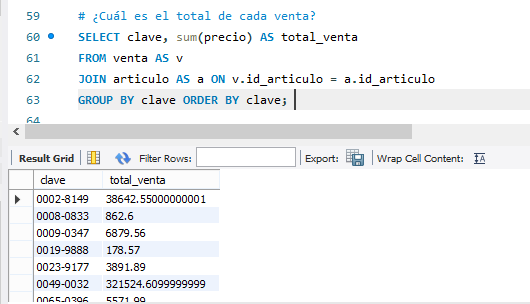 59 # ¿Cuál es el total de cada venta?
60 SELECT clave, sum(precio) AS total_venta
61 FROM venta AS v
62 JOIN articulo AS a ON v.id_articulo = a.id_articulo
63 GROUP BY clave ORDER BY clave;
64
Result Grid Filter Rows: Export: Wrap Cell Content:
clave total_venta
0002-8149 38642.55000000001
0008-0833 862.6
0009-0347 6879.56
0019-9888 178.57
0023-9177 3891.89
0049-0032 321524.6099999999
0065-0396 5571.99